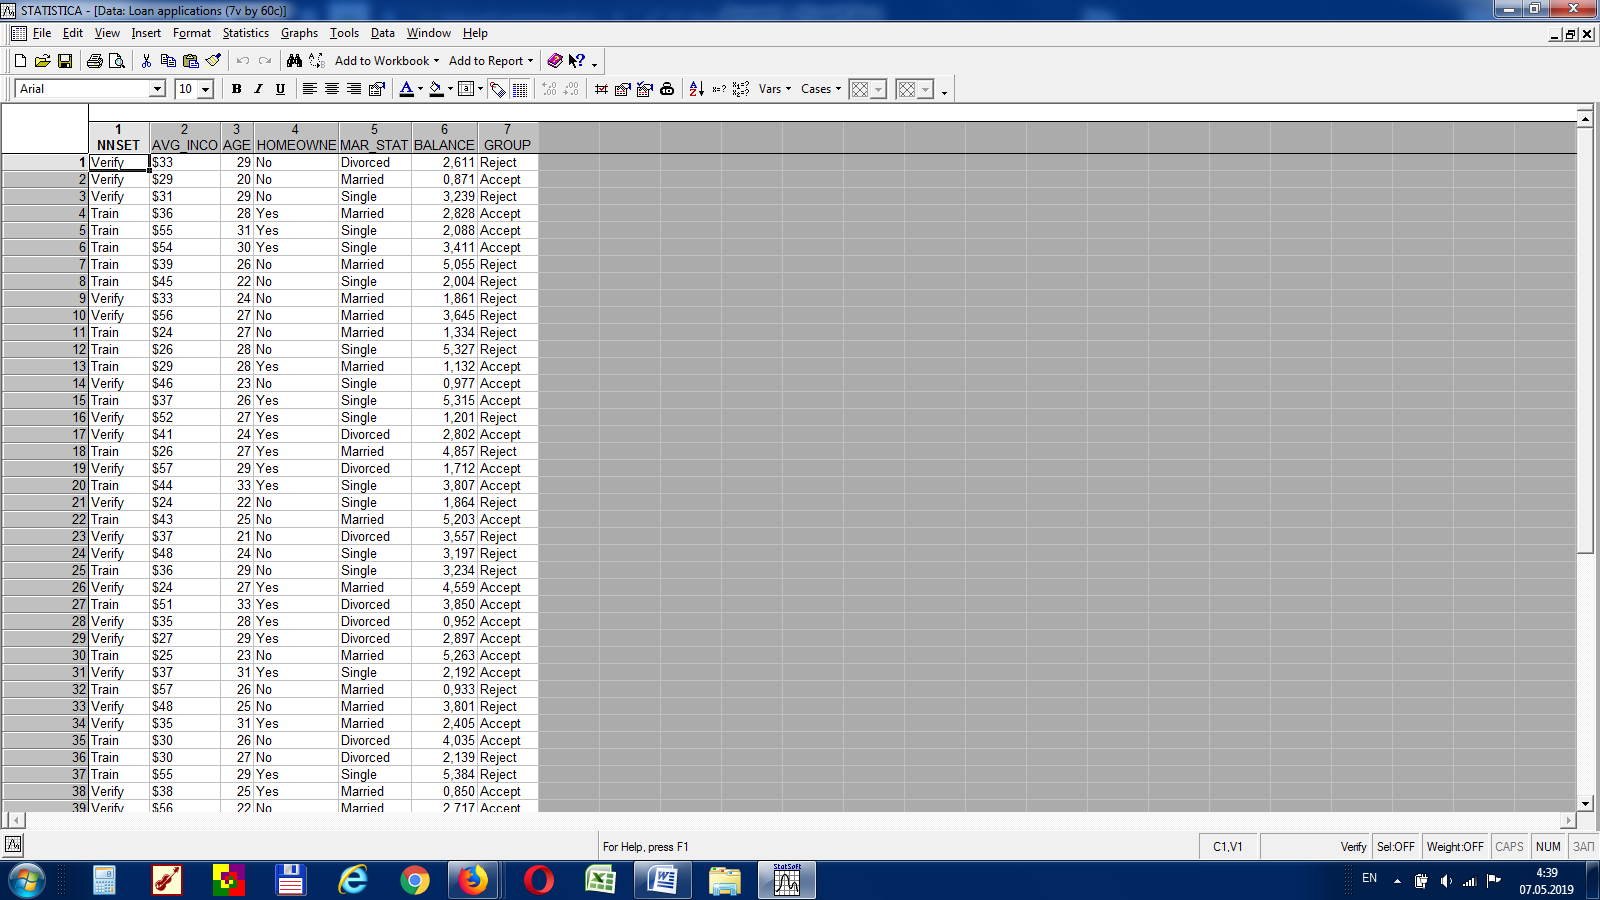 STATISTICA - [Data: Loan applications (7v by 60c)]
File Edit View Insert Format Statistics Graphs Tools Data Window Help
Add to Workbook Add to Report
Arial 10 B I U A Vars Cases
1 2 3 4 5 6 7
NNSET AVG_INCO AGE HOMEOWNE MAR_STAT BALANCE GROUP
1 Verify $33 29 No Divorced 2,611 Reject
2 Verify $29 20 No Married 0,871 Accept
3 Verify $31 29 No Single 3,239 Reject
4 Train $36 28 Yes Married 2,828 Accept
5 Train $55 31 Yes Single 2,088 Accept
6 Train $54 30 Yes Single 3,411 Accept
7 Train $39 26 No Married 5,055 Reject
8 Train $45 22 No Single 2,004 Reject
9 Verify $33 24 No Married 1,861 Reject
10 Verify $56 27 No Married 3,645 Reject
11 Train $24 27 No Married 1,334 Reject
12 Train $26 28 No Single 5,327 Reject
13 Train $29 28 Yes Married 1,132 Accept
14 Verify $46 23 No Single 0,977 Accept
15 Train $37 26 Yes Single 5,315 Accept
16 Verify $52 27 Yes Single 1,201 Reject
17 Verify $41 24 Yes Divorced 2,802 Accept
18 Train $26 27 Yes Married 4,857 Reject
19 Verify $57 29 Yes Divorced 1,712 Accept
20 Train $44 33 Yes Single 3,807 Accept
21 Verify $24 22 No Single 1,864 Reject
22 Train $43 25 No Married 5,203 Accept
23 Verify $37 21 No Divorced 3,557 Reject
24 Verify $48 24 No Single 3,197 Reject
25 Train $36 29 No Single 3,234 Reject
26 Verify $24 27 Yes Married 4,559 Accept
27 Train $51 33 Yes Divorced 3,850 Accept
28 Verify $35 28 Yes Divorced 0,952 Accept
29 Verify $27 29 Yes Divorced 2,897 Accept
30 Train $25 23 No Married 5,263 Accept
31 Verify $37 31 Yes Single 2,192 Accept
32 Train $57 26 No Married 0,933 Reject
33 Verify $48 25 No Married 3,801 Reject
34 Verify $35 31 Yes Married 2,405 Accept
35 Train $30 26 No Divorced 4,035 Accept
36 Train $30 27 No Divorced 2,139 Reject
37 Train $55 29 Yes Single 5,384 Reject
38 Verify $38 25 Yes Married 0,850 Accept
39 Verify $56 22 No Married 2,717 Accept
For Help, press F1 C1,V1 Verify Sel:OFF Weight:OFF CAPS NUM ЗАП
StatSoft
EN 4:39
07.05.2019